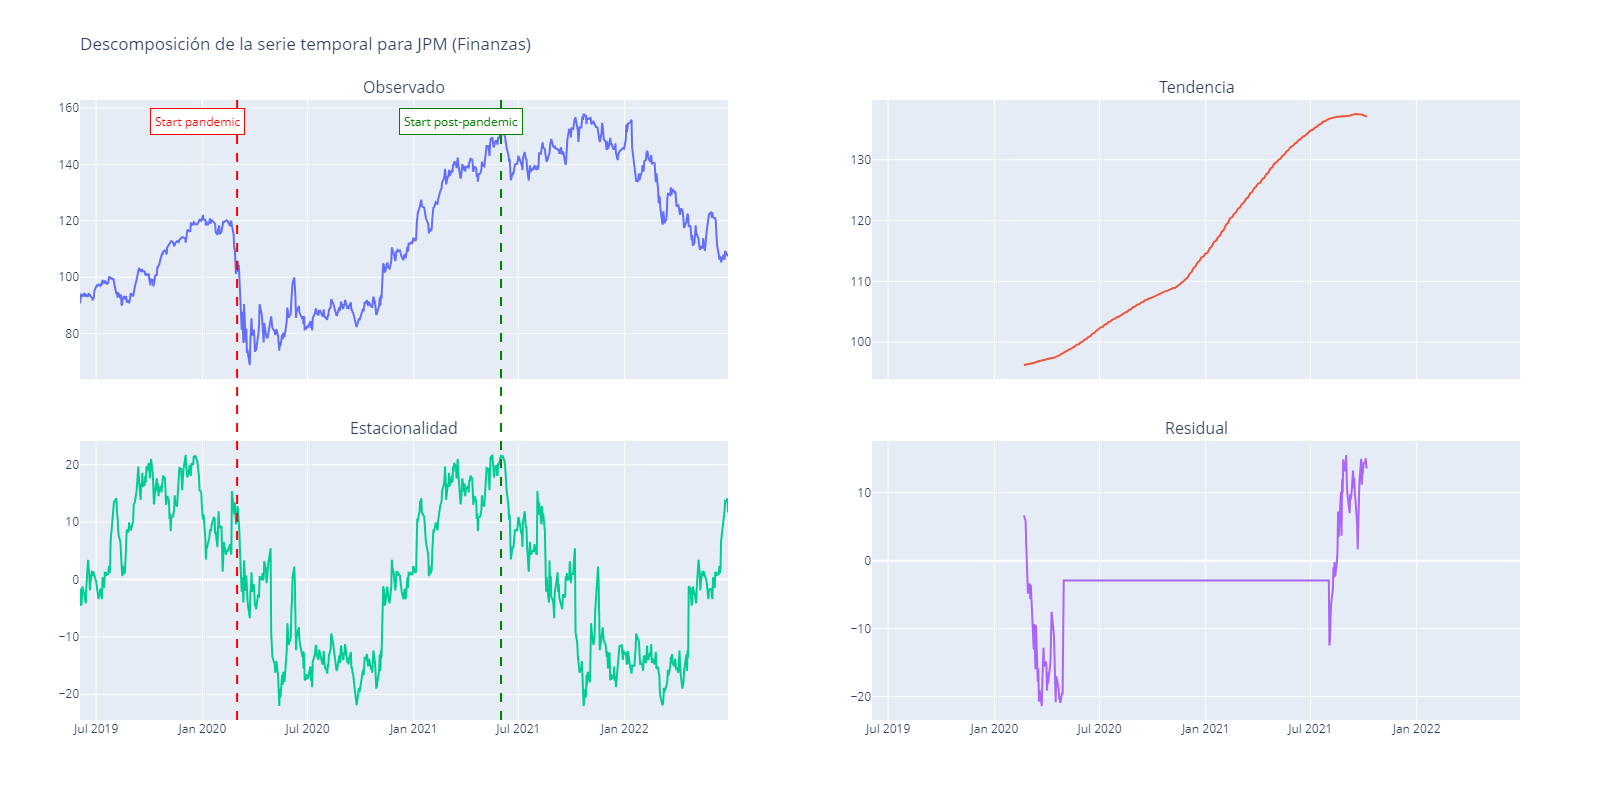 Descomposición de la serie temporal para JPM (Finanzas)
Observado
Tendencia
Start pandemic
Start post-pandemic
160
140
120
100
80
130
120
110
100
Estacionalidad
Residual
20
10
0
−10
−20
10
0
−10
−20
Jul 2019
Jan 2020
Jul 2020
Jan 2021
Jul 2021
Jan 2022
Jul 2019
Jan 2020
Jul 2020
Jan 2021
Jul 2021
Jan 2022